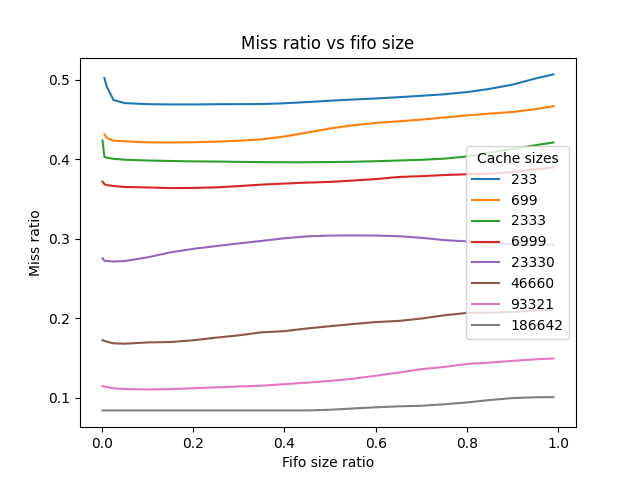 Miss ratio vs fifo size
Miss ratio
0.5
0.4
0.3
0.2
0.1
Cache sizes
233
699
2333
6999
23330
46660
93321
186642
0.0 0.2 0.4 0.6 0.8 1.0
Fifo size ratio